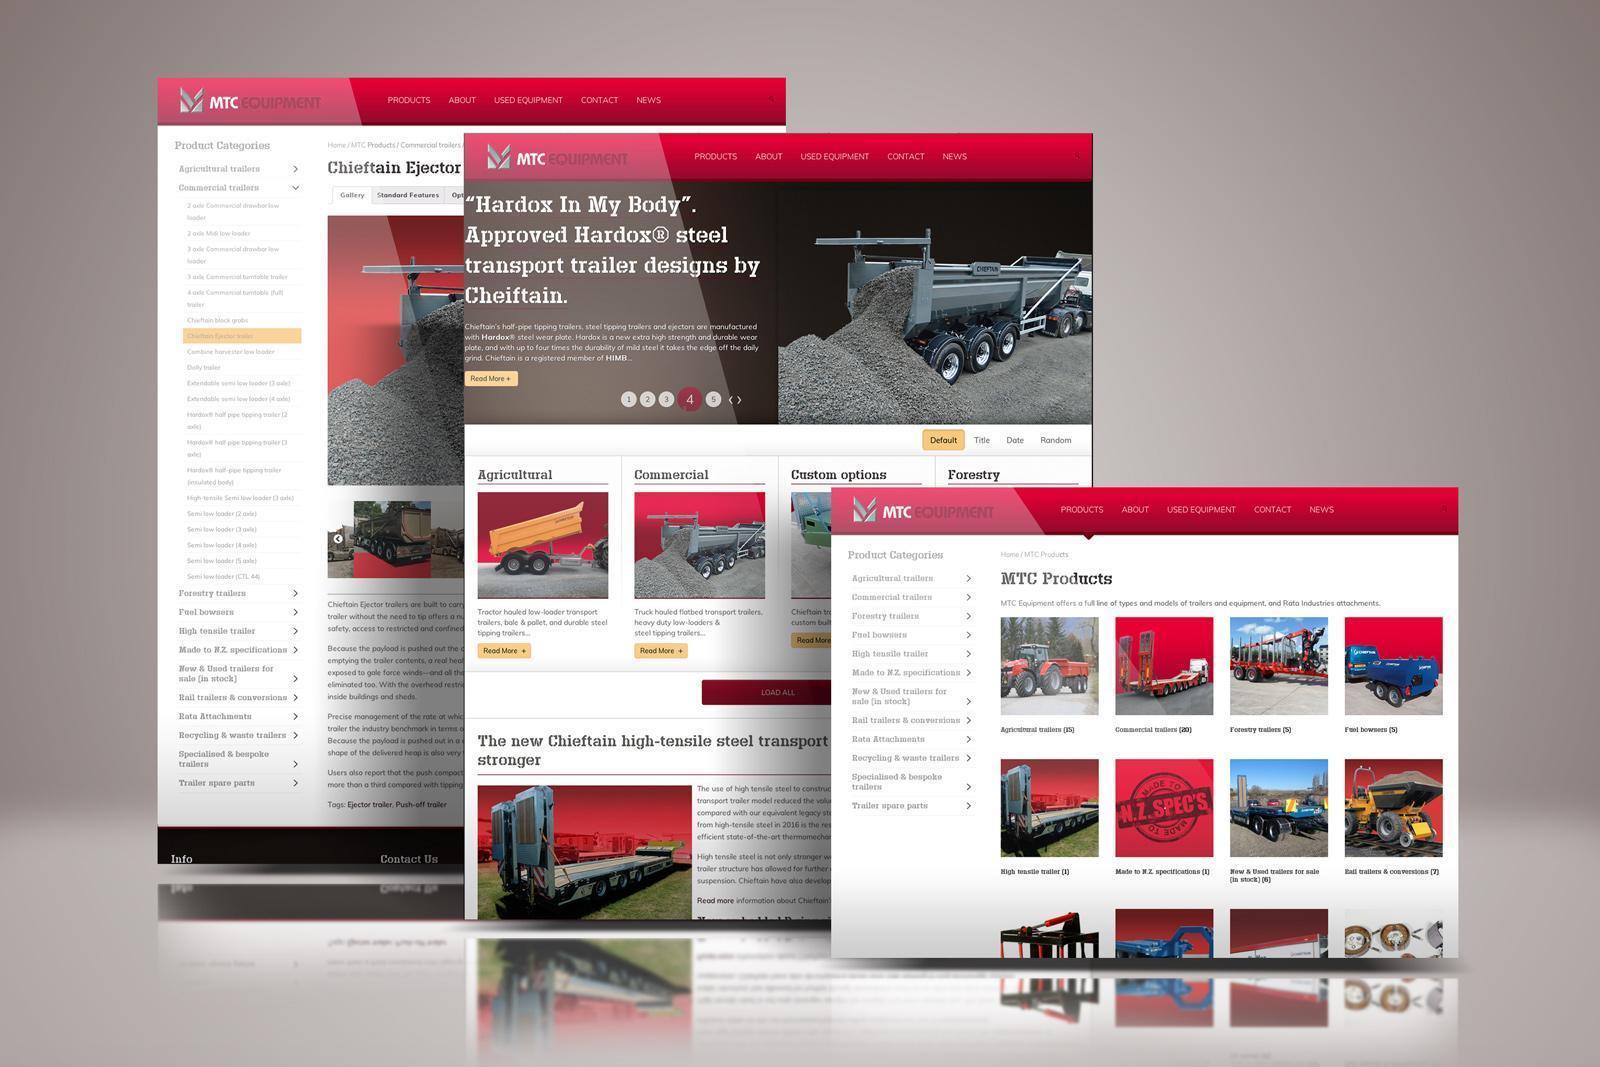 MTC EQUIPMENT
PRODUCTS ABOUT USED EQUIPMENT CONTACT NEWS
Product Categories
Agricultural trailers
Commercial trailers
2 axle Commercial drawbar low
loader
2 axle Midi low loader
3 axle Commercial drawbar low
loader
3 axle Commercial turntable trailer
4 axle Commercial turntable (full)
trailer
Chieftain block grabs
Chieftain Ejector trailer
Combine harvester low loader
Dolly trailer
Extendable semi low loader (3 axle)
Extendable semi low loader (4 axle)
Hardox® half pipe tipping trailer (2
axle)
Hardox® half-pipe tipping trailer (3
axle)
Hardox® half-pipe tipping trailer
(insulated body)
High-tensile Semi low loader (3 axle)
Semi low loader (2 axle)
Semi low loader (3 axle)
Semi low loader (4 axle)
Semi low loader (5 axle)
Semi low loader (CTL 44)
Forestry trailers
Fuel bowsers
High tensile trailer
Made to N.Z. specifications
New & Used trailers for
sale (in stock)
Rail trailers & conversions
Rata Attachments
Recycling & waste trailers
Specialised & bespoke
trailers
Trailer spare parts
Home / MTC Products / Commercial trailers /
Chieftain Ejector
Gallery Standard Features Opt
Chieftain Ejector trailers are built to carry
trailer without the need to tip offers a nu
safety, access to restricted and confined
Because the payload is pushed out the
emptying the trailer contents, a real heal
exposed to gale force winds—and all the
eliminated too. With the overhead restric
inside buildings and sheds.
Precise management of the rate at whic
trailer the industry benchmark in terms o
Because the payload is pushed out in a
shape of the delivered heap is also very
Users also report that the push compact
more than a third compared with tipping
Tags: Ejector trailer, Push-off trailer
Info Contact Us
MTC EQUIPMENT
PRODUCTS ABOUT USED EQUIPMENT CONTACT NEWS
“Hardox In My Body”.
Approved Hardox® steel
transport trailer designs by
Cheiftain.
Chieftain's half-pipe tipping trailers, steel tipping trailers and ejectors are manufactured
with Hardox® steel wear plate. Hardox is a new extra high strength and durable wear
plate, and with up to four times the durability of mild steel it takes the edge off the daily
grind. Chieftain is a registered member of HIMB...
Read More +
1 2 3 4 5
CHIEFTAIN
Default Title Date Random
Agricultural
Tractor hauled low-loader transport
trailers, bale & pallet, and durable steel
tipping trailers...
Read More +
Commercial
Truck hauled flatbed transport trailers,
heavy duty low-loaders &
steel tipping trailers...
Read More +
Custom options
Chieftain tra
custom built
Read More
Forestry
LOAD ALL
The new Chieftain high-tensile steel transport
stronger
The use of high tensile steel to construc
transport trailer model reduced the valu
compared with our equivalent legacy ste
from high-tensile steel in 2016 is the res
efficient state-of-the-art thermomechan
High tensile steel is not only stronger w
trailer structure has allowed for further
suspension. Chieftain have also develop
Read more information about Chieftain'
MTC EQUIPMENT
PRODUCTS ABOUT USED EQUIPMENT CONTACT NEWS
Product Categories
Agricultural trailers
Commercial trailers
Forestry trailers
Fuel bowsers
High tensile trailer
Made to N.Z. specifications
New & Used trailers for
sale (in stock)
Rail trailers & conversions
Rata Attachments
Recycling & waste trailers
Specialised & bespoke
trailers
Trailer spare parts
Home / MTC Products
MTC Products
MTC Equipment offers a full line of types and models of trailers and equipment, and Rata Industries attachments.
Agricultural trailers (15)
Commercial trailers (20)
Forestry trailers (5)
Fuel bowsers (5)
MADE TO
N.Z. SPEC'S
MADE TO
High tensile trailer (1)
Made to N.Z. specifications (1)
New & Used trailers for sale
(in stock) (6)
Rail trailers & conversions (7)